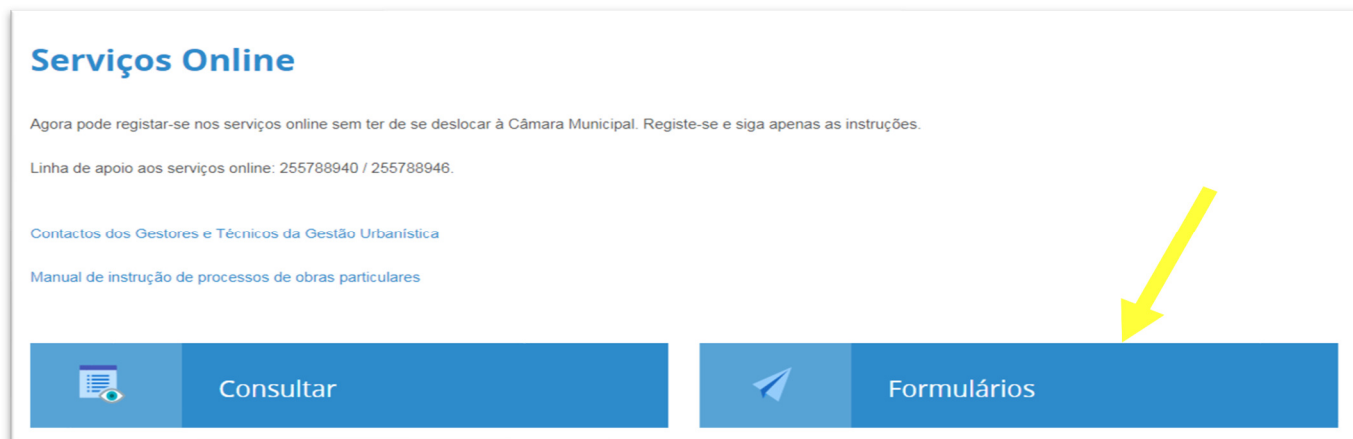 Serviços Online
Agora pode registar-se nos serviços online sem ter de se deslocar à Câmara Municipal. Registe-se e siga apenas as instruções.
Linha de apoio aos serviços online: 255788940 / 255788946.
Contactos dos Gestores e Técnicos da Gestão Urbanística
Manual de instrução de processos de obras particulares
Consultar
Formulários